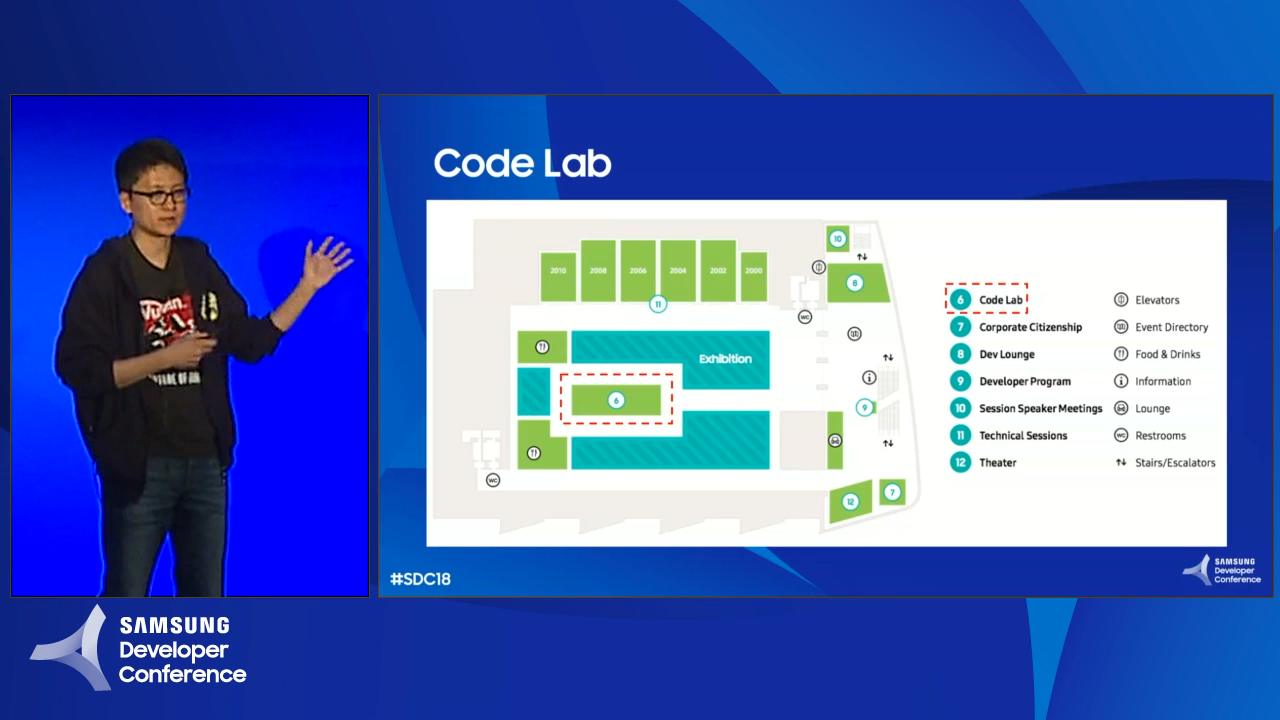 Code Lab
10
2010
2008
2006
2004
2002
2000
8
11
WC
Exhibition
6
9
WC
12
7
6 Code Lab
7 Corporate Citizenship
8 Dev Lounge
9 Developer Program
10 Session Speaker Meetings
11 Technical Sessions
12 Theater
Elevators
Event Directory
Food & Drinks
i Information
Lounge
WC Restrooms
Stairs/Escalators
#SDC18
SAMSUNG
Developer
Conference
SAMSUNG
Developer
Conference